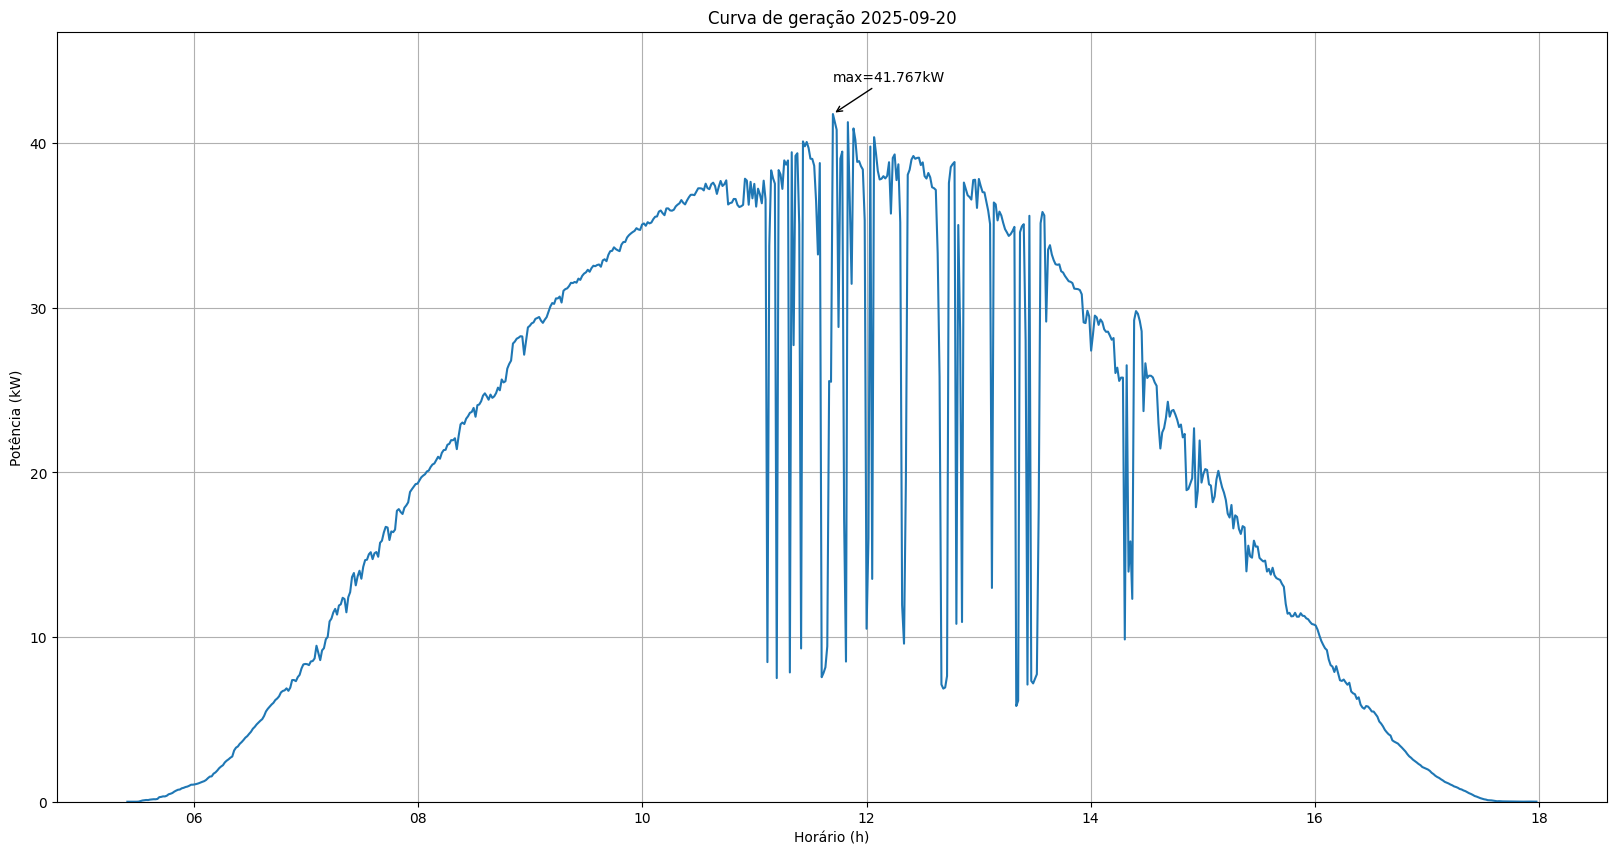 Curva de geração 2025-09-20
max=41.767kW
Potência (kW)
40
30
20
10
0
06 08 10 12 14 16 18
Horário (h)